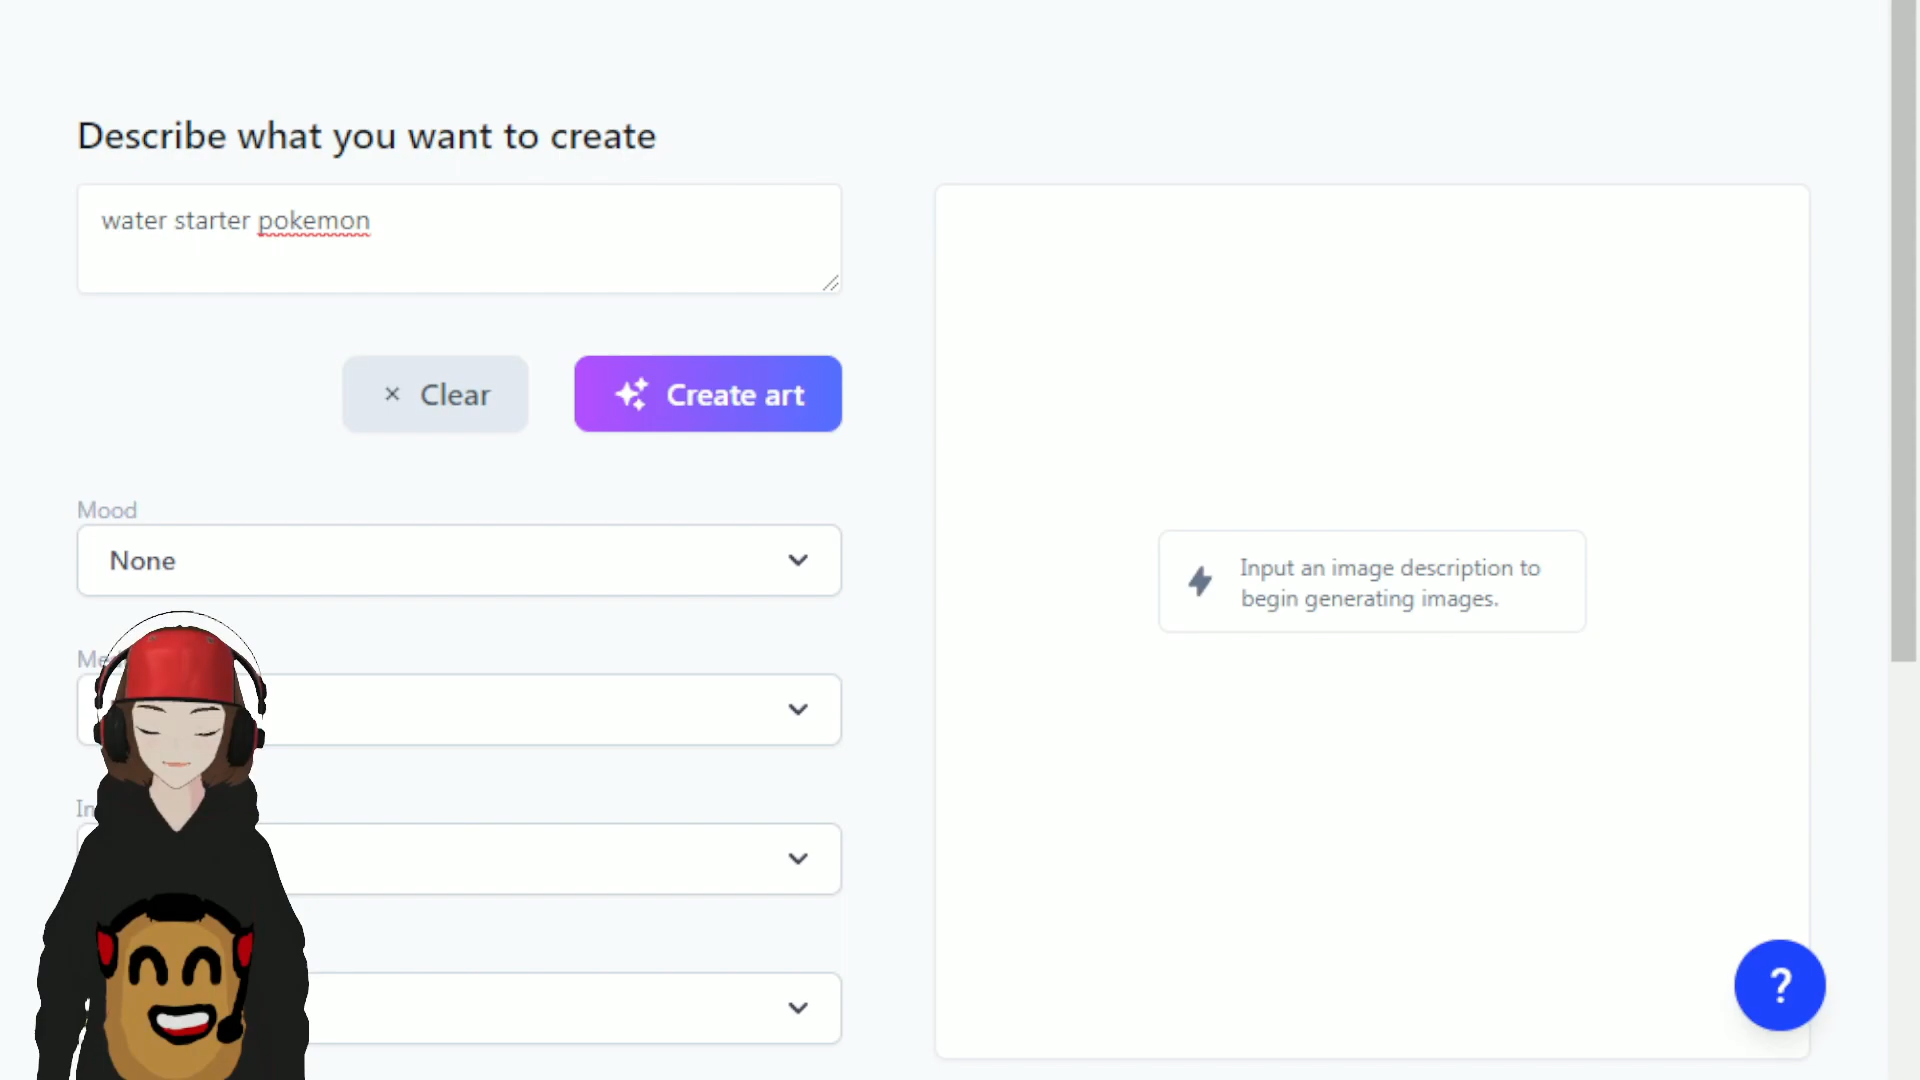 Describe what you want to create
water starter pokemon
× Clear
Create art
Mood
None
Input an image description to
begin generating images.
?